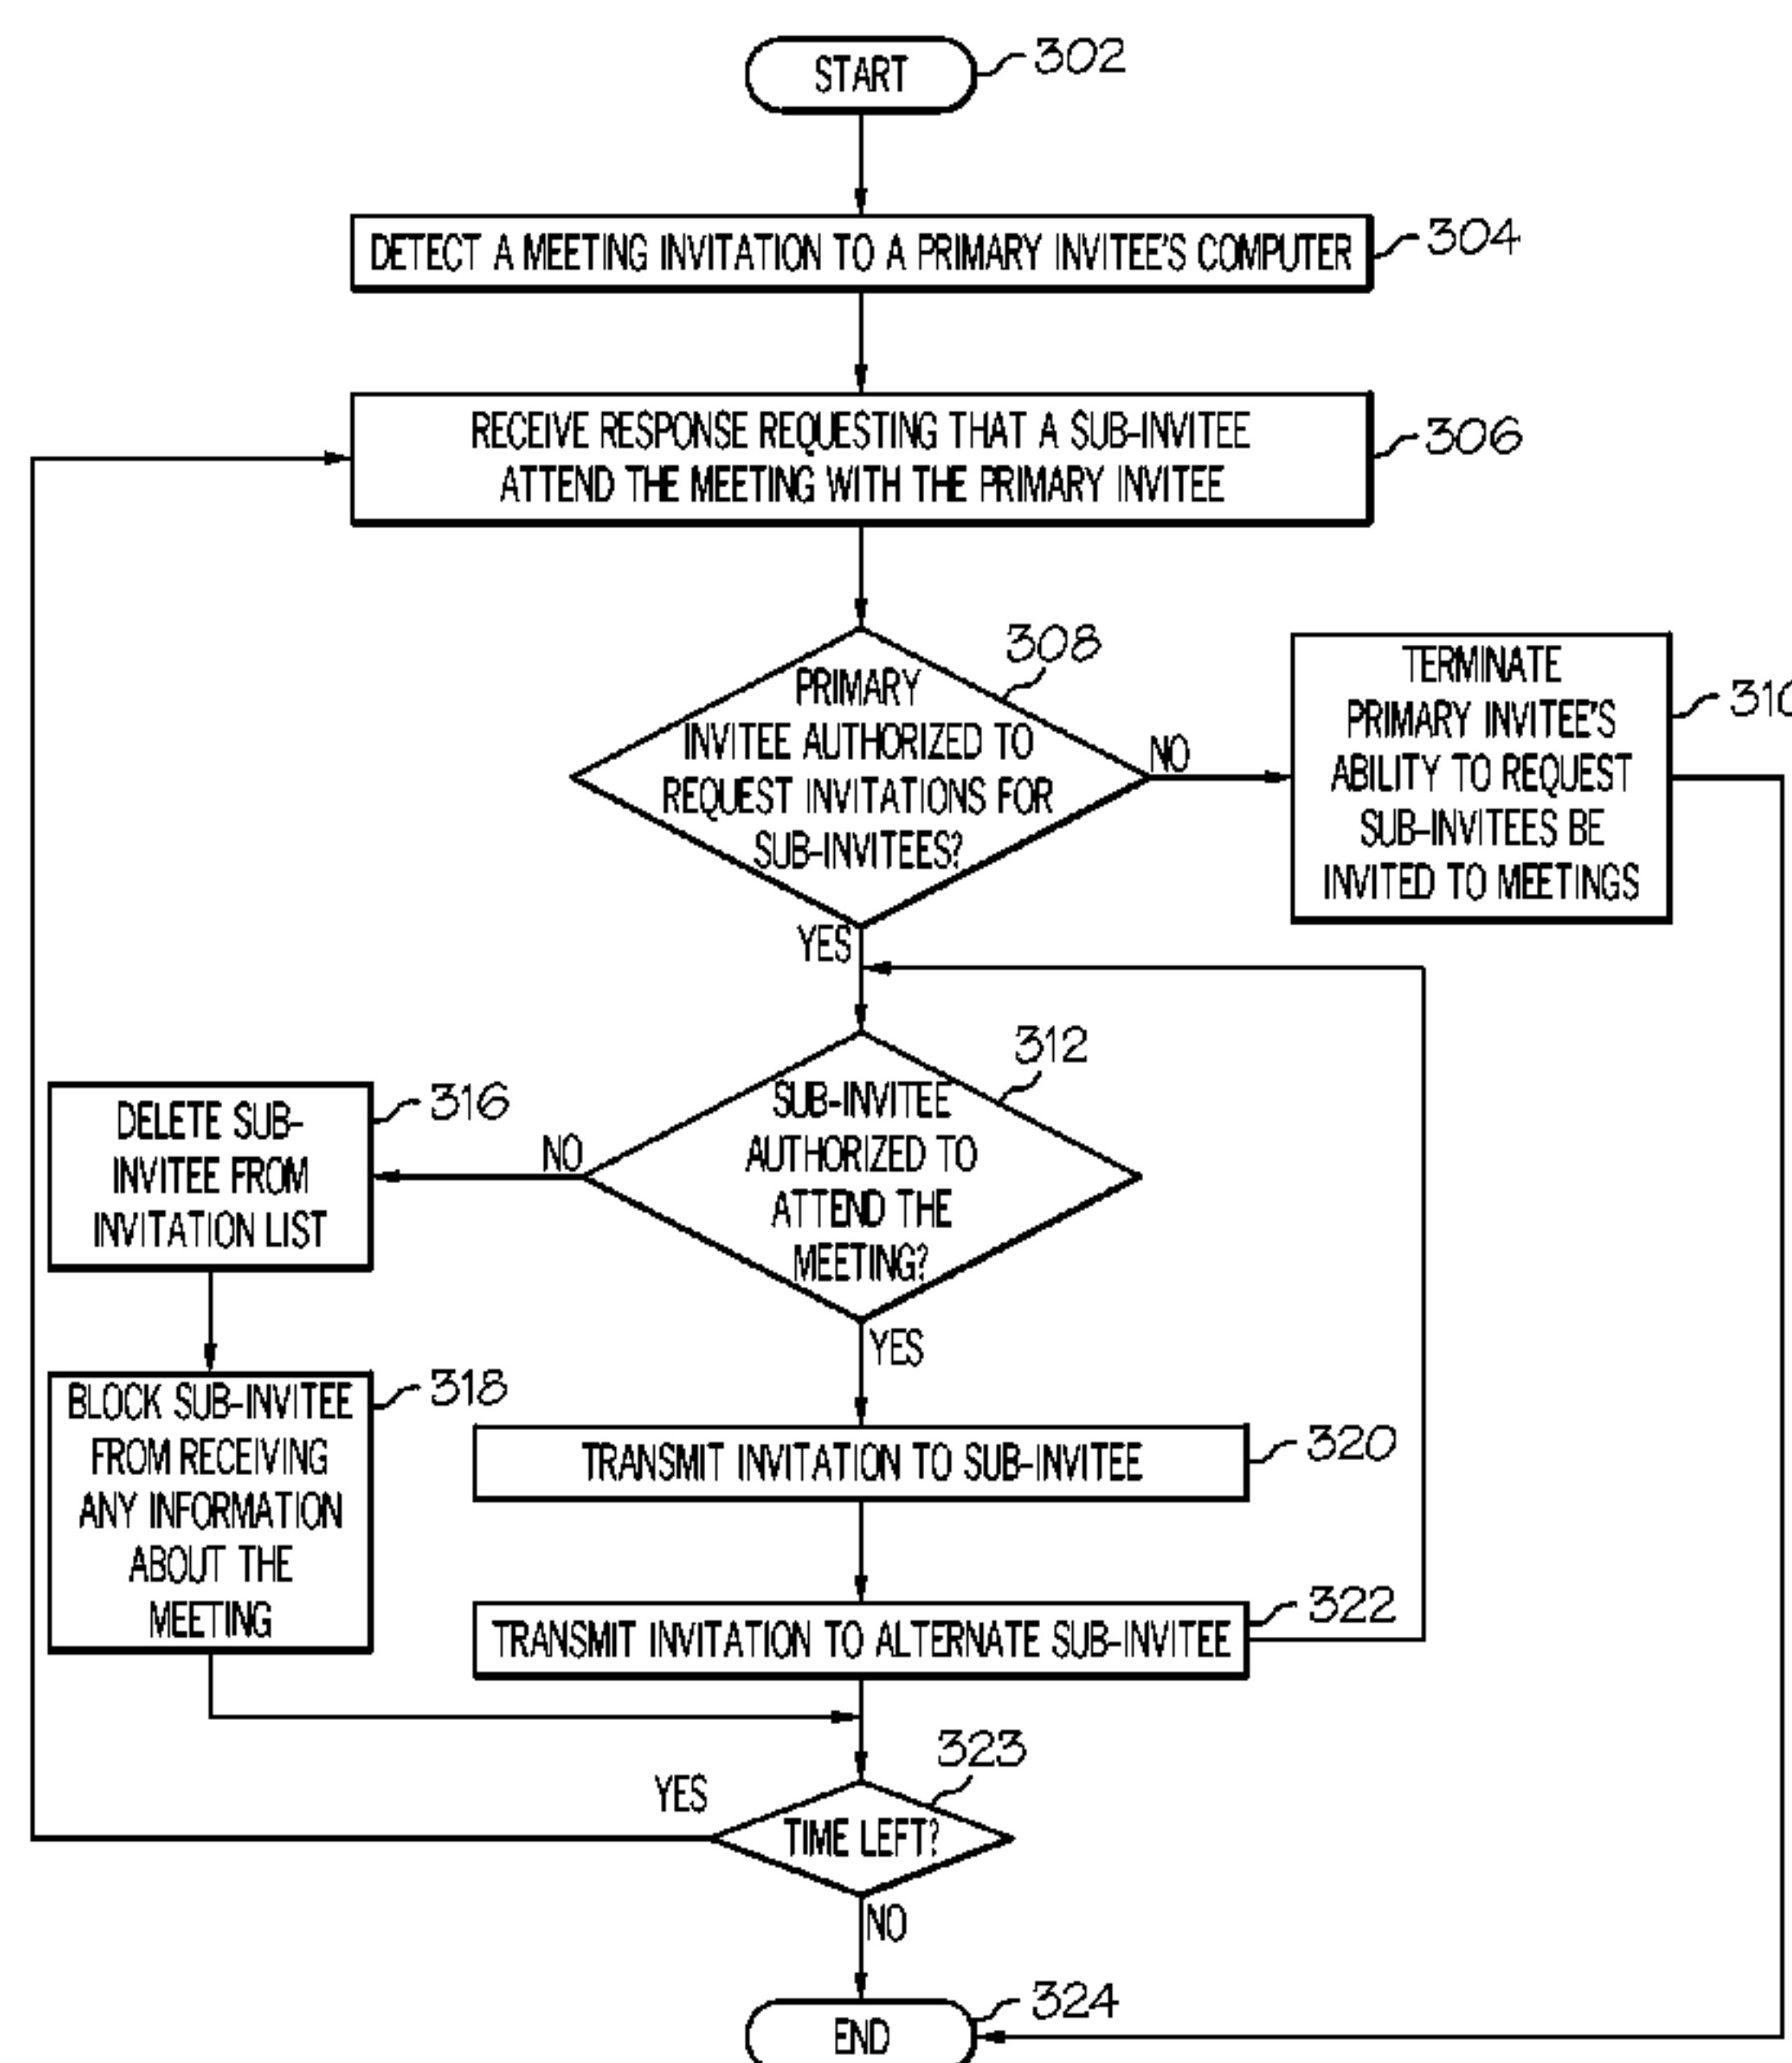 START
302
DETECT A MEETING INVITATION TO A PRIMARY INVITEE'S COMPUTER
304
RECEIVE RESPONSE REQUESTING THAT A SUB-INVITEE
ATTEND THE MEETING WITH THE PRIMARY INVITEE
306
308
PRIMARY
INVITEE AUTHORIZED TO
REQUEST INVITATIONS FOR
SUB-INVITEES?
NO
TERMINATE
PRIMARY INVITEE'S
ABILITY TO REQUEST
SUB-INVITEES BE
INVITED TO MEETINGS
310
YES
312
SUB-INVITEE
AUTHORIZED TO
ATTEND THE
MEETING?
NO
DELETE SUB-
INVITEE FROM
INVITATION LIST
316
YES
BLOCK SUB-INVITEE
FROM RECEIVING
ANY INFORMATION
ABOUT THE
MEETING
318
TRANSMIT INVITATION TO SUB-INVITEE
320
TRANSMIT INVITATION TO ALTERNATE SUB-INVITEE
322
323
YES
TIME LEFT?
NO
END
324